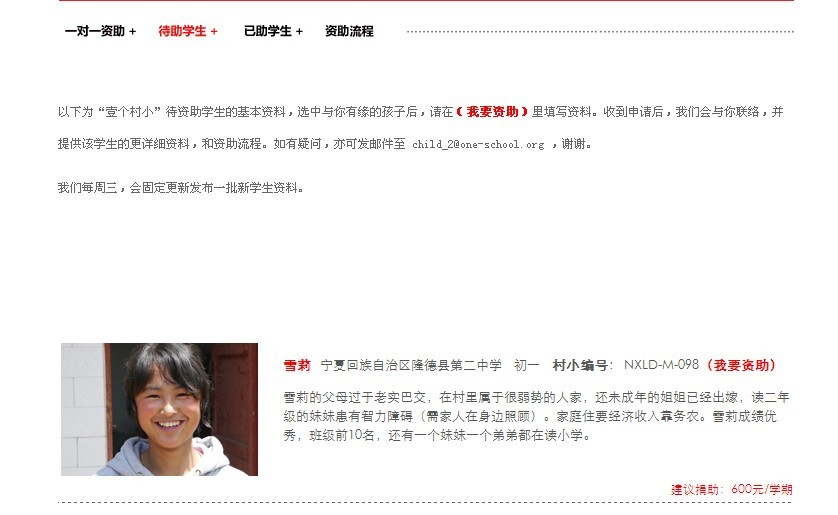 一对一资助 + 待助学生 + 已助学生 + 资助流程
以下为“壹个村小”待资助学生的基本资料，选中与你有缘的孩子后，请在（我要资助）里填写资料。收到申请后，我们会与你联络，并
提供该学生的更详细资料，和资助流程。如有疑问，亦可发邮件至 child_2@one-school.org ，谢谢。
我们每周三，会固定更新发布一批新学生资料。
雪莉 宁夏回族自治区隆德县第二中学 初一 村小编号： NXLD-M-098（我要资助）
雪莉的父母过于老实巴交，在村里属于很弱势的人家，还未成年的姐姐已经出嫁，读二年
级的妹妹患有智力障碍（需家人在身边照顾）。家庭住要经济收入靠务农。雪莉成绩优
秀，班级前10名，还有一个妹妹一个弟弟都在读小学。
建议捐助：600元/学期